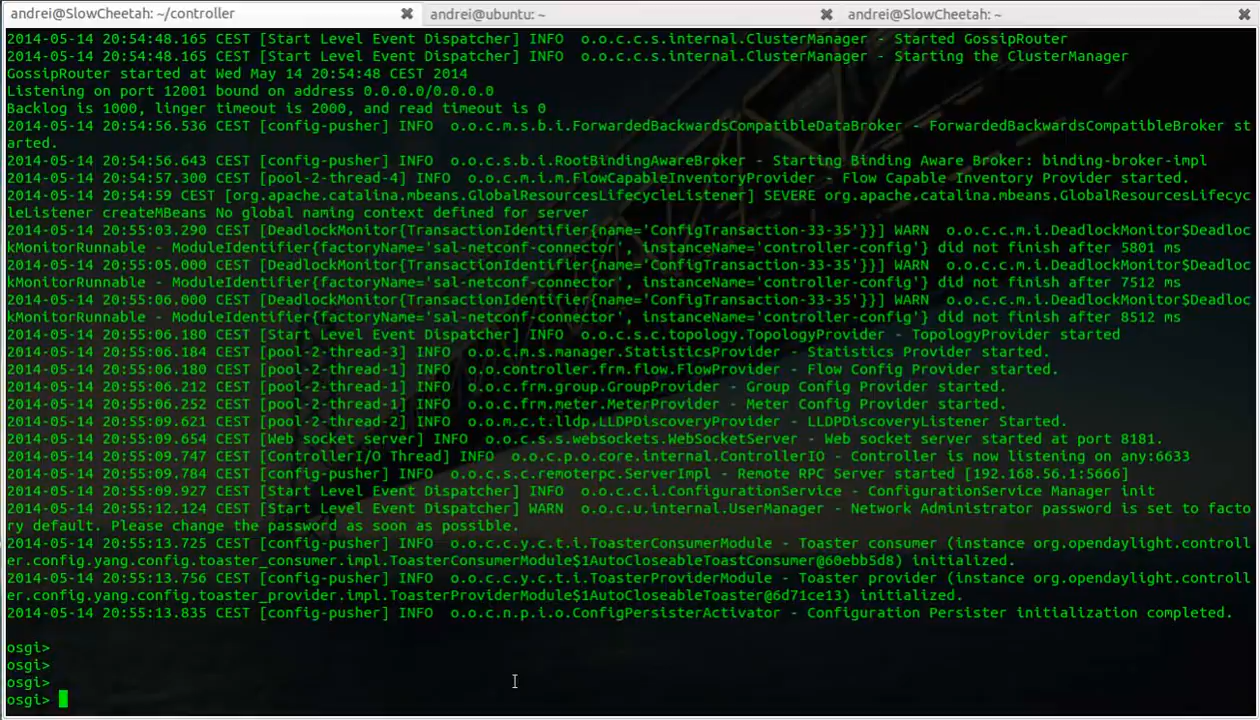 andrei@SlowCheetah: ~/controller
andrei@ubuntu: ~
andrei@SlowCheetah: ~
2014-05-14 20:54:48.165 CEST [Start Level Event Dispatcher] INFO  o.o.c.c.s.internal.ClusterManager - Started GossipRouter
2014-05-14 20:54:48.165 CEST [Start Level Event Dispatcher] INFO  o.o.c.c.s.internal.ClusterManager - Starting the ClusterManager
GossipRouter started at Wed May 14 20:54:48 CEST 2014
Listening on port 12001 bound on address 0.0.0.0/0.0.0.0
Backlog is 1000, linger timeout is 2000, and read timeout is 0
2014-05-14 20:54:56.536 CEST [config-pusher] INFO  o.o.c.m.s.b.i.ForwardedBackwardsCompatibleDataBroker - ForwardedBackwardsCompatibleBroker st
arted.
2014-05-14 20:54:56.643 CEST [config-pusher] INFO  o.o.c.s.b.i.RootBindingAwareBroker - Starting Binding Aware Broker: binding-broker-impl
2014-05-14 20:54:57.300 CEST [pool-2-thread-4] INFO  o.o.c.m.i.m.FlowCapableInventoryProvider - Flow Capable Inventory Provider started.
2014-05-14 20:54:59 CEST [org.apache.catalina.mbeans.GlobalResourcesLifecycleListener] SEVERE org.apache.catalina.mbeans.GlobalResourcesLifecyc
leListener createMBeans No global naming context defined for server
2014-05-14 20:55:03.290 CEST [DeadlockMonitor{TransactionIdentifier{name='ConfigTransaction-33-35'}}] WARN  o.o.c.c.m.i.DeadlockMonitor$Deadloc
kMonitorRunnable - ModuleIdentifier{factoryName='sal-netconf-connector', instanceName='controller-config'} did not finish after 5801 ms
2014-05-14 20:55:05.000 CEST [DeadlockMonitor{TransactionIdentifier{name='ConfigTransaction-33-35'}}] WARN  o.o.c.c.m.i.DeadlockMonitor$Deadloc
kMonitorRunnable - ModuleIdentifier{factoryName='sal-netconf-connector', instanceName='controller-config'} did not finish after 7512 ms
2014-05-14 20:55:06.000 CEST [DeadlockMonitor{TransactionIdentifier{name='ConfigTransaction-33-35'}}] WARN  o.o.c.c.m.i.DeadlockMonitor$Deadloc
kMonitorRunnable - ModuleIdentifier{factoryName='sal-netconf-connector', instanceName='controller-config'} did not finish after 8512 ms
2014-05-14 20:55:06.180 CEST [Start Level Event Dispatcher] INFO  o.o.c.s.c.topology.TopologyProvider - TopologyProvider started
2014-05-14 20:55:06.184 CEST [pool-2-thread-3] INFO  o.o.c.m.s.manager.StatisticsProvider - Statistics Provider started.
2014-05-14 20:55:06.180 CEST [pool-2-thread-1] INFO  o.o.controller.frm.flow.FlowProvider - Flow Config Provider started.
2014-05-14 20:55:06.212 CEST [pool-2-thread-1] INFO  o.o.c.frm.group.GroupProvider - Group Config Provider started.
2014-05-14 20:55:06.252 CEST [pool-2-thread-1] INFO  o.o.c.frm.meter.MeterProvider - Meter Config Provider started.
2014-05-14 20:55:09.621 CEST [pool-2-thread-2] INFO  o.o.m.c.t.lldp.LLDPDiscoveryProvider - LLDPDiscoveryListener Started.
2014-05-14 20:55:09.654 CEST [Web socket server] INFO  o.o.c.s.s.websockets.WebSocketServer - Web socket server started at port 8181.
2014-05-14 20:55:09.747 CEST [ControllerI/O Thread] INFO  o.o.c.p.o.core.internal.ControllerIO - Controller is now listening on any:6633
2014-05-14 20:55:09.784 CEST [config-pusher] INFO  o.o.c.s.c.remoterpc.ServerImpl - Remote RPC Server started [192.168.56.1:5666]
2014-05-14 20:55:09.927 CEST [Start Level Event Dispatcher] INFO  o.o.c.c.i.ConfigurationService - ConfigurationService Manager init
2014-05-14 20:55:12.124 CEST [Start Level Event Dispatcher] WARN  o.o.c.u.internal.UserManager - Network Administrator password is set to facto
ry default. Please change the password as soon as possible.
2014-05-14 20:55:13.725 CEST [config-pusher] INFO  o.o.c.c.y.c.t.i.ToasterConsumerModule - Toaster consumer (instance org.opendaylight.controll
er.config.yang.config.toaster_consumer.impl.ToasterConsumerModule$1AutoCloseableToastConsumer@60ebb5d8) initialized.
2014-05-14 20:55:13.756 CEST [config-pusher] INFO  o.o.c.c.y.c.t.i.ToasterProviderModule - Toaster provider (instance org.opendaylight.controll
er.config.yang.config.toaster_provider.impl.ToasterProviderModule$1AutoCloseableToaster@6d71ce13) initialized.
2014-05-14 20:55:13.835 CEST [config-pusher] INFO  o.o.c.n.p.i.o.ConfigPersisterActivator - Configuration Persister initialization completed.
osgi>
osgi>
osgi>
osgi>